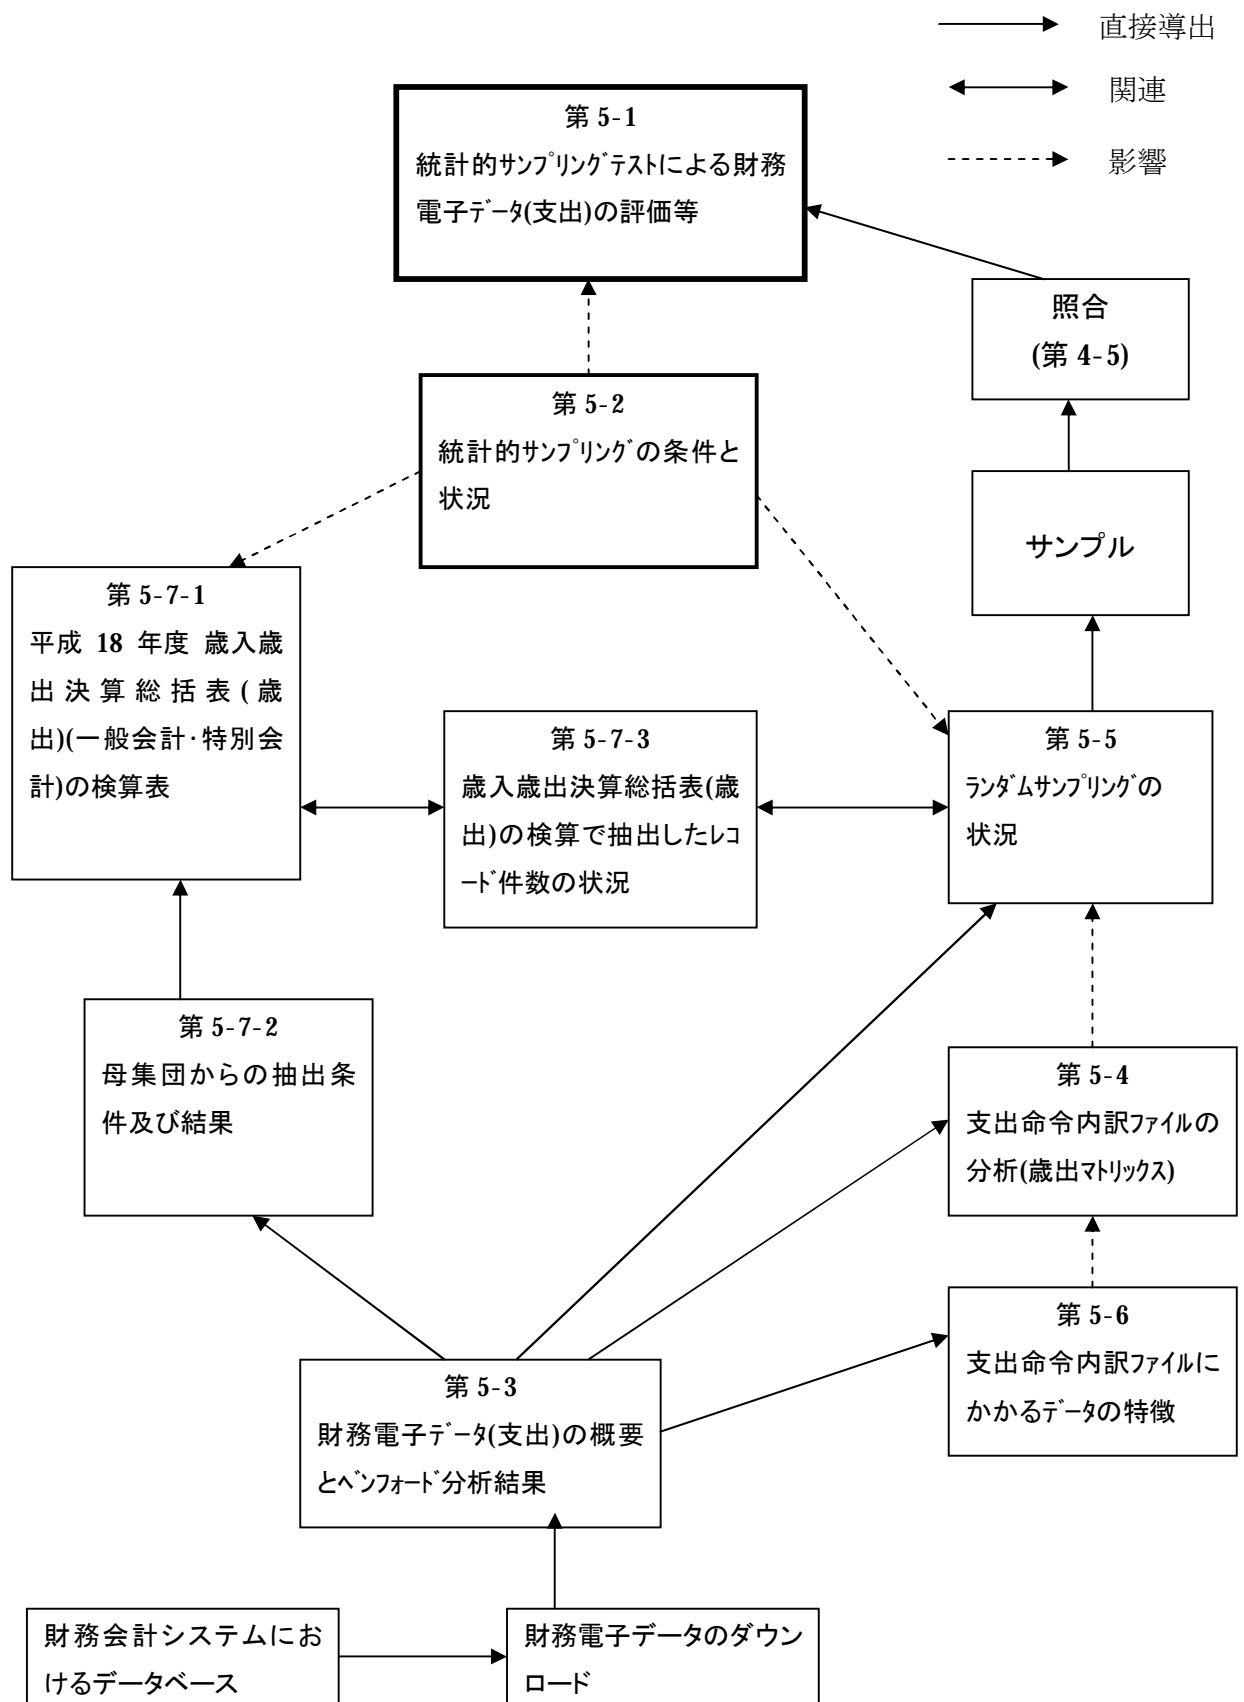 直接導出
関連
影響
第 5-1
統計的ｻﾝﾌﾟﾘﾝｸﾞﾃｽﾄによる財務
電子ﾃﾞｰﾀ(支出)の評価等
照合
(第 4-5)
第 5-2
統計的ｻﾝﾌﾟﾘﾝｸﾞの条件と
状況
サンプル
第 5-7-1
平成 18 年度 歳入歳
出決算総括表(歳
出)(一般会計･特別会
計)の検算表
第 5-7-3
歳入歳出決算総括表(歳
出)の検算で抽出したﾚｺ
ｰﾄﾞ件数の状況
第 5-5
ﾗﾝﾀﾞﾑｻﾝﾌﾟﾘﾝｸﾞの
状況
第 5-7-2
母集団からの抽出条
件及び結果
第 5-4
支出命令内訳ﾌｧｲﾙの
分析(歳出ﾏﾄﾘｯｸｽ)
第 5-6
支出命令内訳ﾌｧｲﾙに
かかるﾃﾞｰﾀの特徴
第 5-3
財務電子ﾃﾞｰﾀ(支出)の概要
とﾍﾞﾝﾌｫｰﾄﾞ分析結果
財務会計システムにお
けるデータベース
財務電子データのダウン
ロード